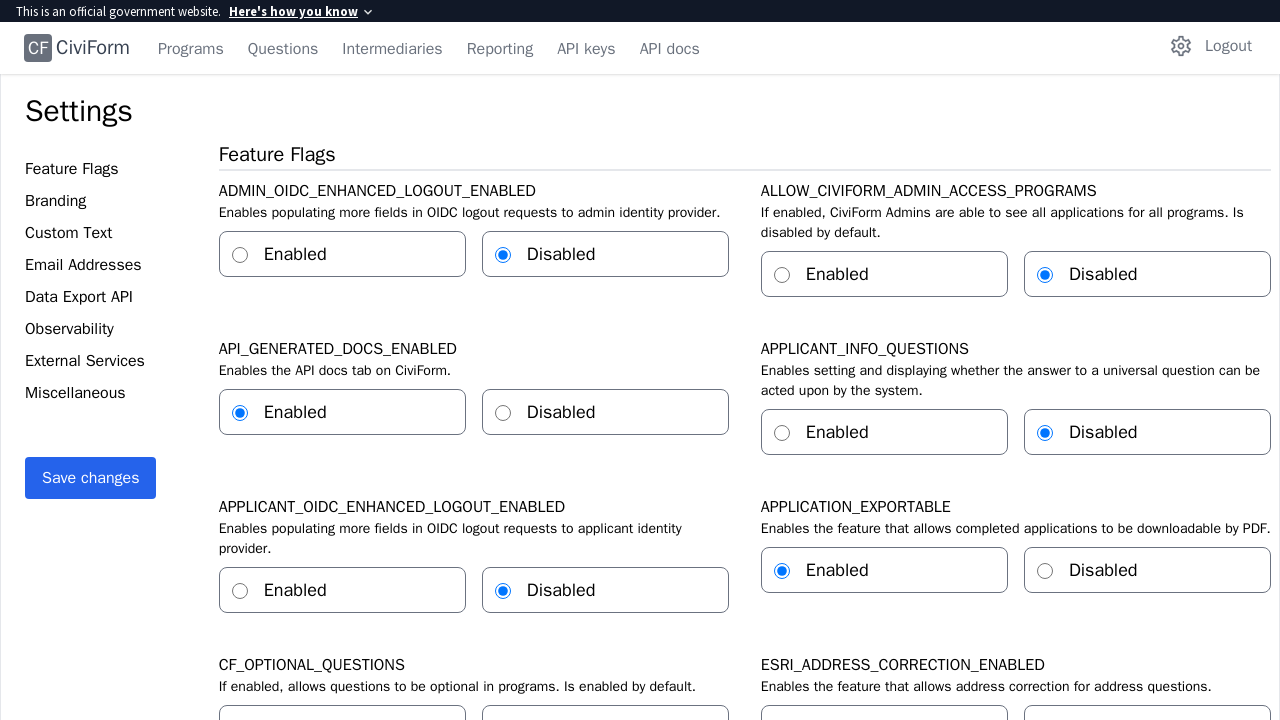 This is an official government website. Here's how you know
CF CiviForm Programs Questions Intermediaries Reporting API keys API docs Logout
Settings
Feature Flags
Branding
Custom Text
Email Addresses
Data Export API
Observability
External Services
Miscellaneous
Save changes
Feature Flags
ADMIN_OIDC_ENHANCED_LOGOUT_ENABLED
Enables populating more fields in OIDC logout requests to admin identity provider.
Enabled Disabled
ALLOW_CIVIFORM_ADMIN_ACCESS_PROGRAMS
If enabled, CiviForm Admins are able to see all applications for all programs. Is
disabled by default.
Enabled Disabled
API_GENERATED_DOCS_ENABLED
Enables the API docs tab on CiviForm.
Enabled Disabled
APPLICANT_INFO_QUESTIONS
Enables setting and displaying whether the answer to a universal question can be
acted upon by the system.
Enabled Disabled
APPLICANT_OIDC_ENHANCED_LOGOUT_ENABLED
Enables populating more fields in OIDC logout requests to applicant identity
provider.
Enabled Disabled
APPLICATION_EXPORTABLE
Enables the feature that allows completed applications to be downloadable by PDF.
Enabled Disabled
CF_OPTIONAL_QUESTIONS
If enabled, allows questions to be optional in programs. Is enabled by default.
ESRI_ADDRESS_CORRECTION_ENABLED
Enables the feature that allows address correction for address questions.